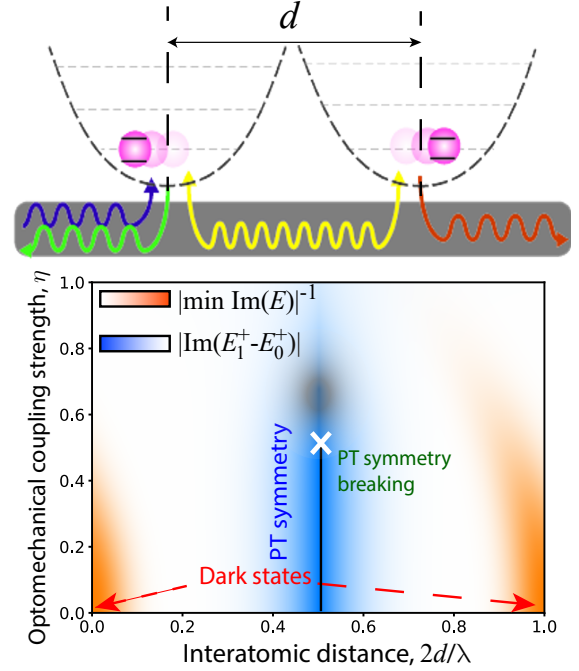 d
Optomechanical coupling strength, η
1.0
0.8
0.6
0.4
0.2
0.0
|min Im(E)|⁻¹
|Im(E₁⁺-E₀⁺)|
PT symmetry
PT symmetry
breaking
Dark states
0.0
0.2
0.4
0.6
0.8
1.0
Interatomic distance, 2d/λ